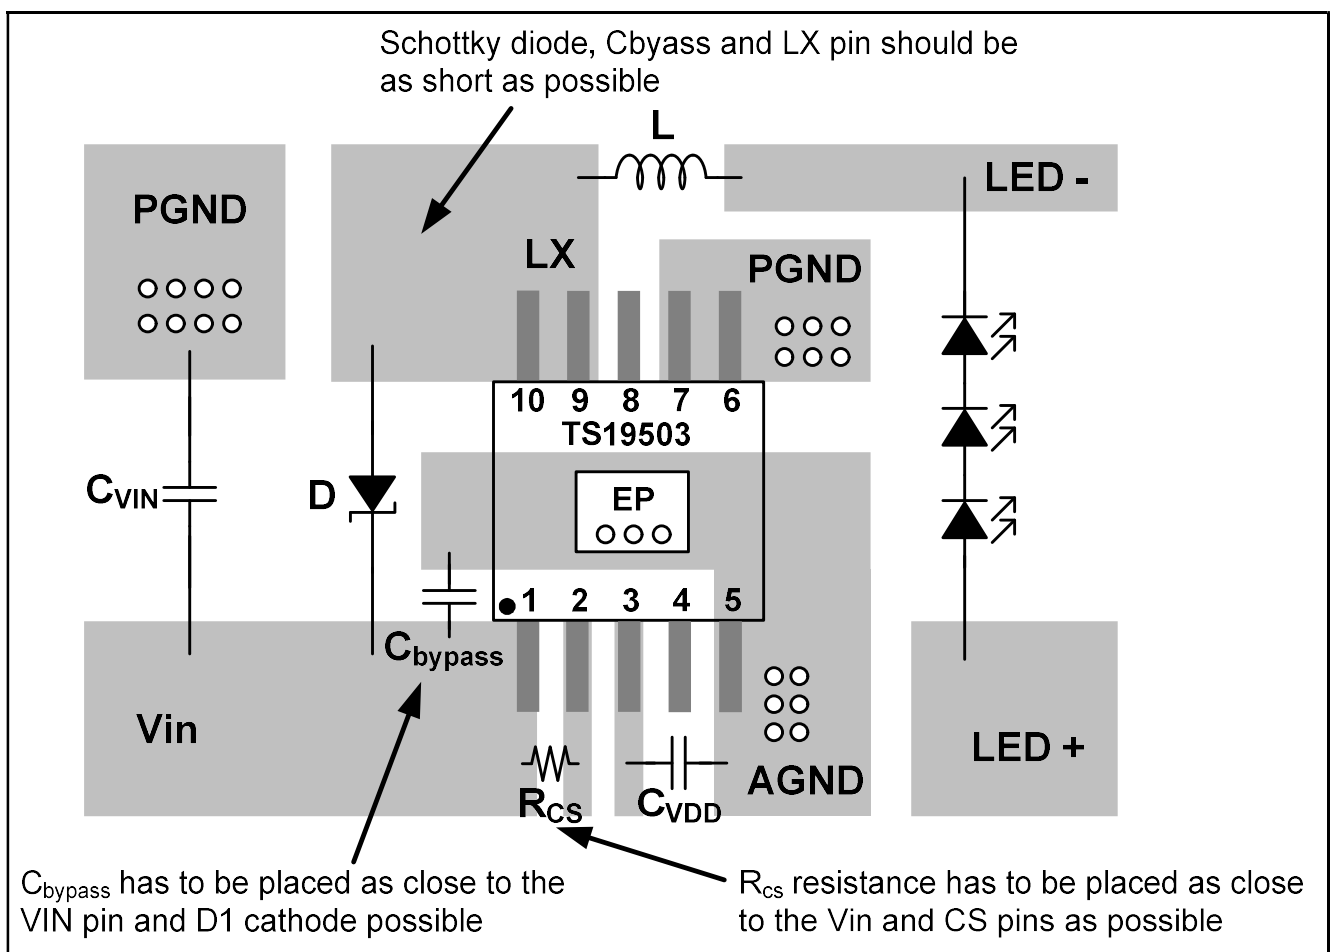 Schottky diode, Cbyass and LX pin should be
as short as possible
L
LED -
PGND
LX
PGND
10 9 8 7 6
TS19503
CVIN
D
EP
1 2 3 4 5
Cbypass
Vin
LED +
AGND
RCS
CVDD
Cbypass has to be placed as close to the
VIN pin and D1 cathode possible
Rcs resistance has to be placed as close
to the Vin and CS pins as possible